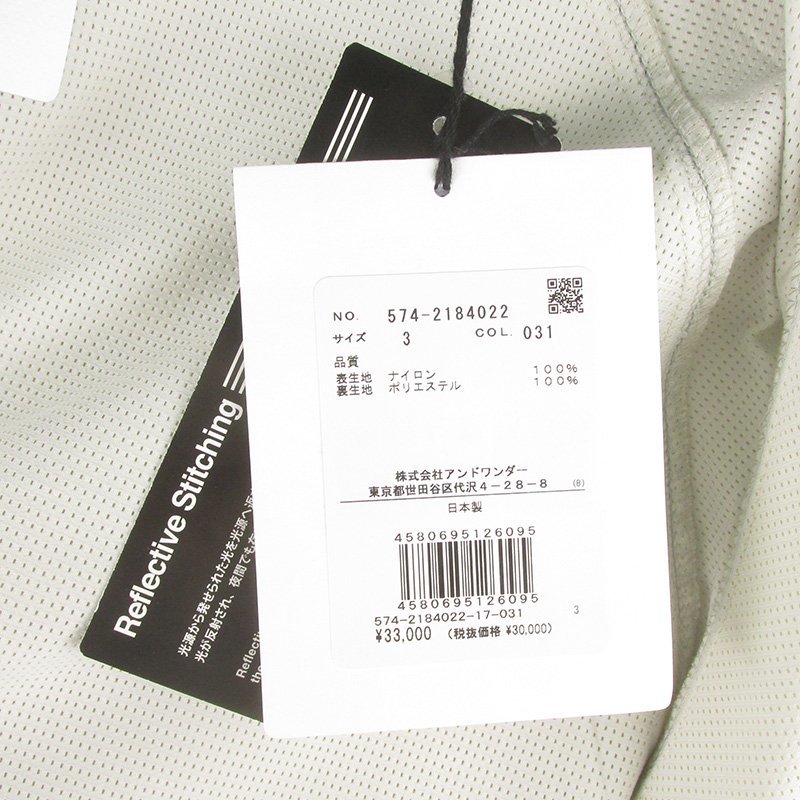 NO. 574-2184022
サイズ 3 COL. 031
品質
表生地 ナイロン 100%
裏生地 ポリエステル 100%
株式会社アンドワンダー
東京都世田谷区代沢4-28-8 (B)
日本製
4580695126095
4580695126095
574-2184022-17-031 3
¥33,000 (税抜価格 ¥30,000)
Reflective Stitching
光源から発せられた光を光源へ返
光が反射され、夜間でもな
Reflectiv
the